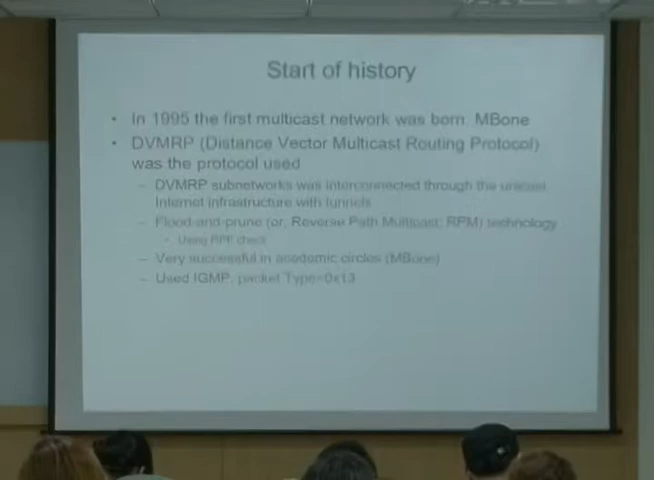 Start of history
• In 1995 the first multicast network was born: MBone
• DVMRP (Distance Vector Multicast Routing Protocol)
was the protocol used
– DVMRP subnetworks was interconnected through the unicast
Internet infrastructure with tunnels
– Flood-and-prune (or, Reverse Path Multicast; RPM) technology
• Using RPF check
– Very successful in academic circles (MBone)
– Used IGMP, packet Type=0x13